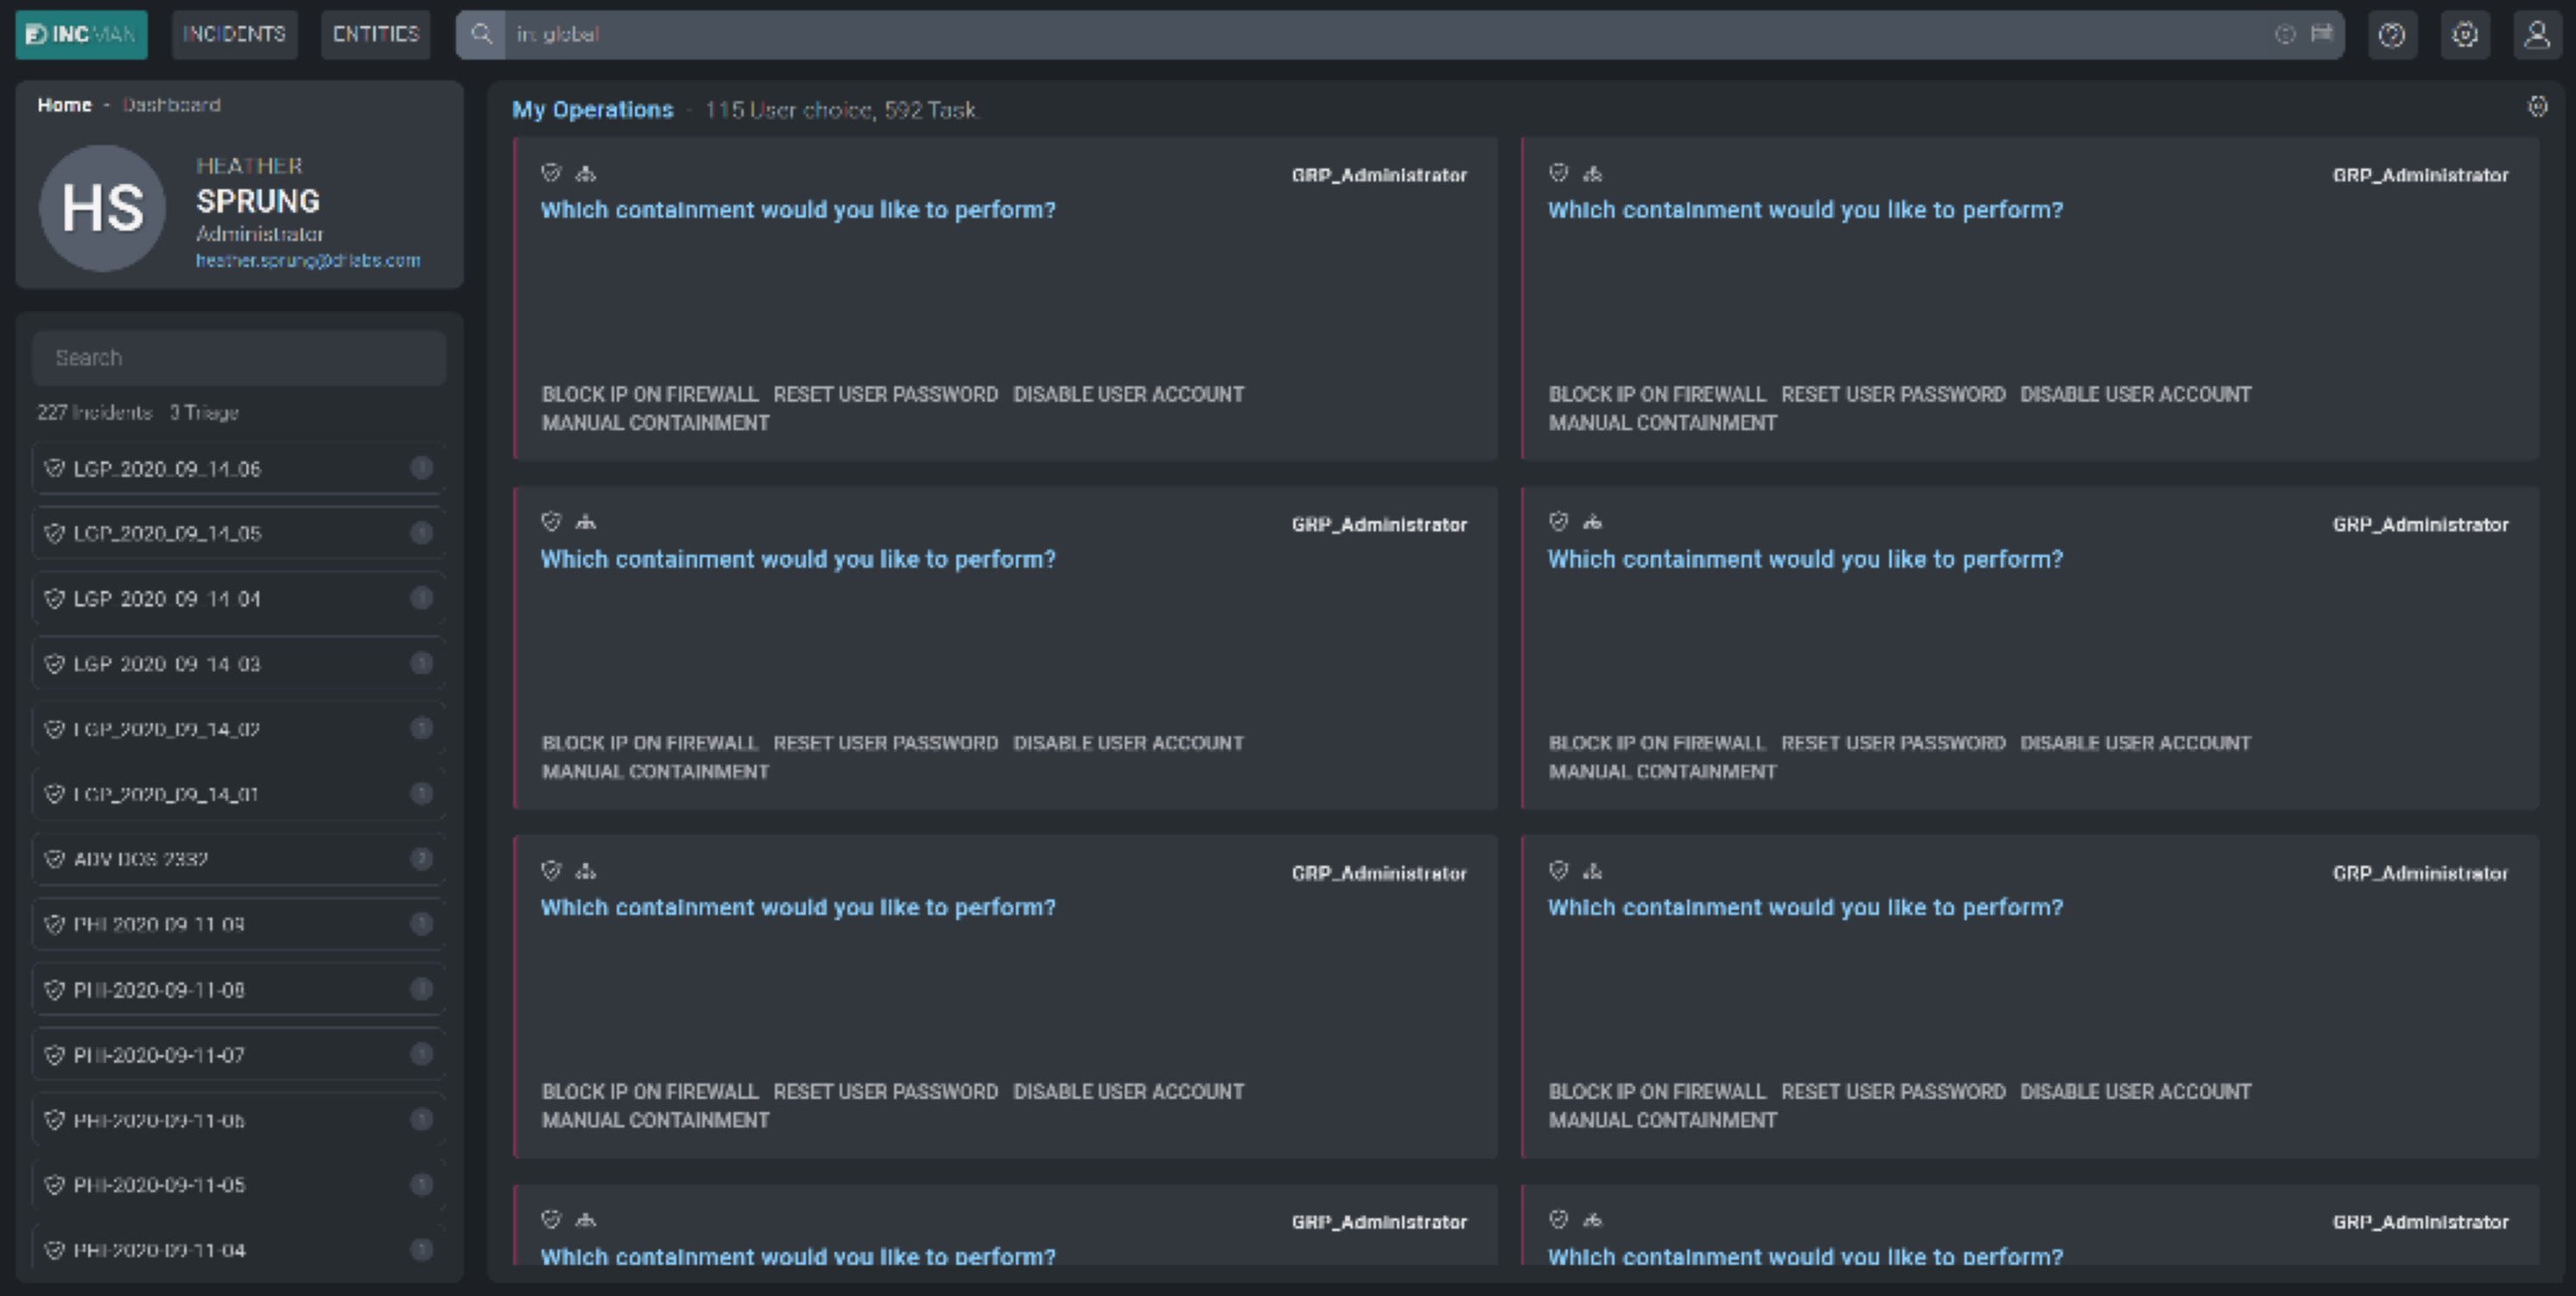 INCMAN INCIDENTS ENTITIES in: global
Home - Dashboard
HS
HEATHER
SPRUNG
Administrator
heather.sprung@dflabs.com
Search
227 Incidents 3 Triage
LGP_2020_09_14_06
LGP_2020_09_14_05
LGP_2020_09_14_04
LGP_2020_09_14_03
LGP_2020_09_14_02
LGP_2020_09_14_01
ADV DOS 2332
PHI-2020-09-11-09
PHI-2020-09-11-08
PHI-2020-09-11-07
PHI-2020-09-11-06
PHI-2020-09-11-05
PHI-2020-09-11-04
My Operations - 115 User choice, 592 Task.
GRP_Administrator
Which containment would you like to perform?
BLOCK IP ON FIREWALL RESET USER PASSWORD DISABLE USER ACCOUNT
MANUAL CONTAINMENT
GRP_Administrator
Which containment would you like to perform?
BLOCK IP ON FIREWALL RESET USER PASSWORD DISABLE USER ACCOUNT
MANUAL CONTAINMENT
GRP_Administrator
Which containment would you like to perform?
BLOCK IP ON FIREWALL RESET USER PASSWORD DISABLE USER ACCOUNT
MANUAL CONTAINMENT
GRP_Administrator
Which containment would you like to perform?
BLOCK IP ON FIREWALL RESET USER PASSWORD DISABLE USER ACCOUNT
MANUAL CONTAINMENT
GRP_Administrator
Which containment would you like to perform?
BLOCK IP ON FIREWALL RESET USER PASSWORD DISABLE USER ACCOUNT
MANUAL CONTAINMENT
GRP_Administrator
Which containment would you like to perform?
BLOCK IP ON FIREWALL RESET USER PASSWORD DISABLE USER ACCOUNT
MANUAL CONTAINMENT
GRP_Administrator
Which containment would you like to perform?
GRP_Administrator
Which containment would you like to perform?